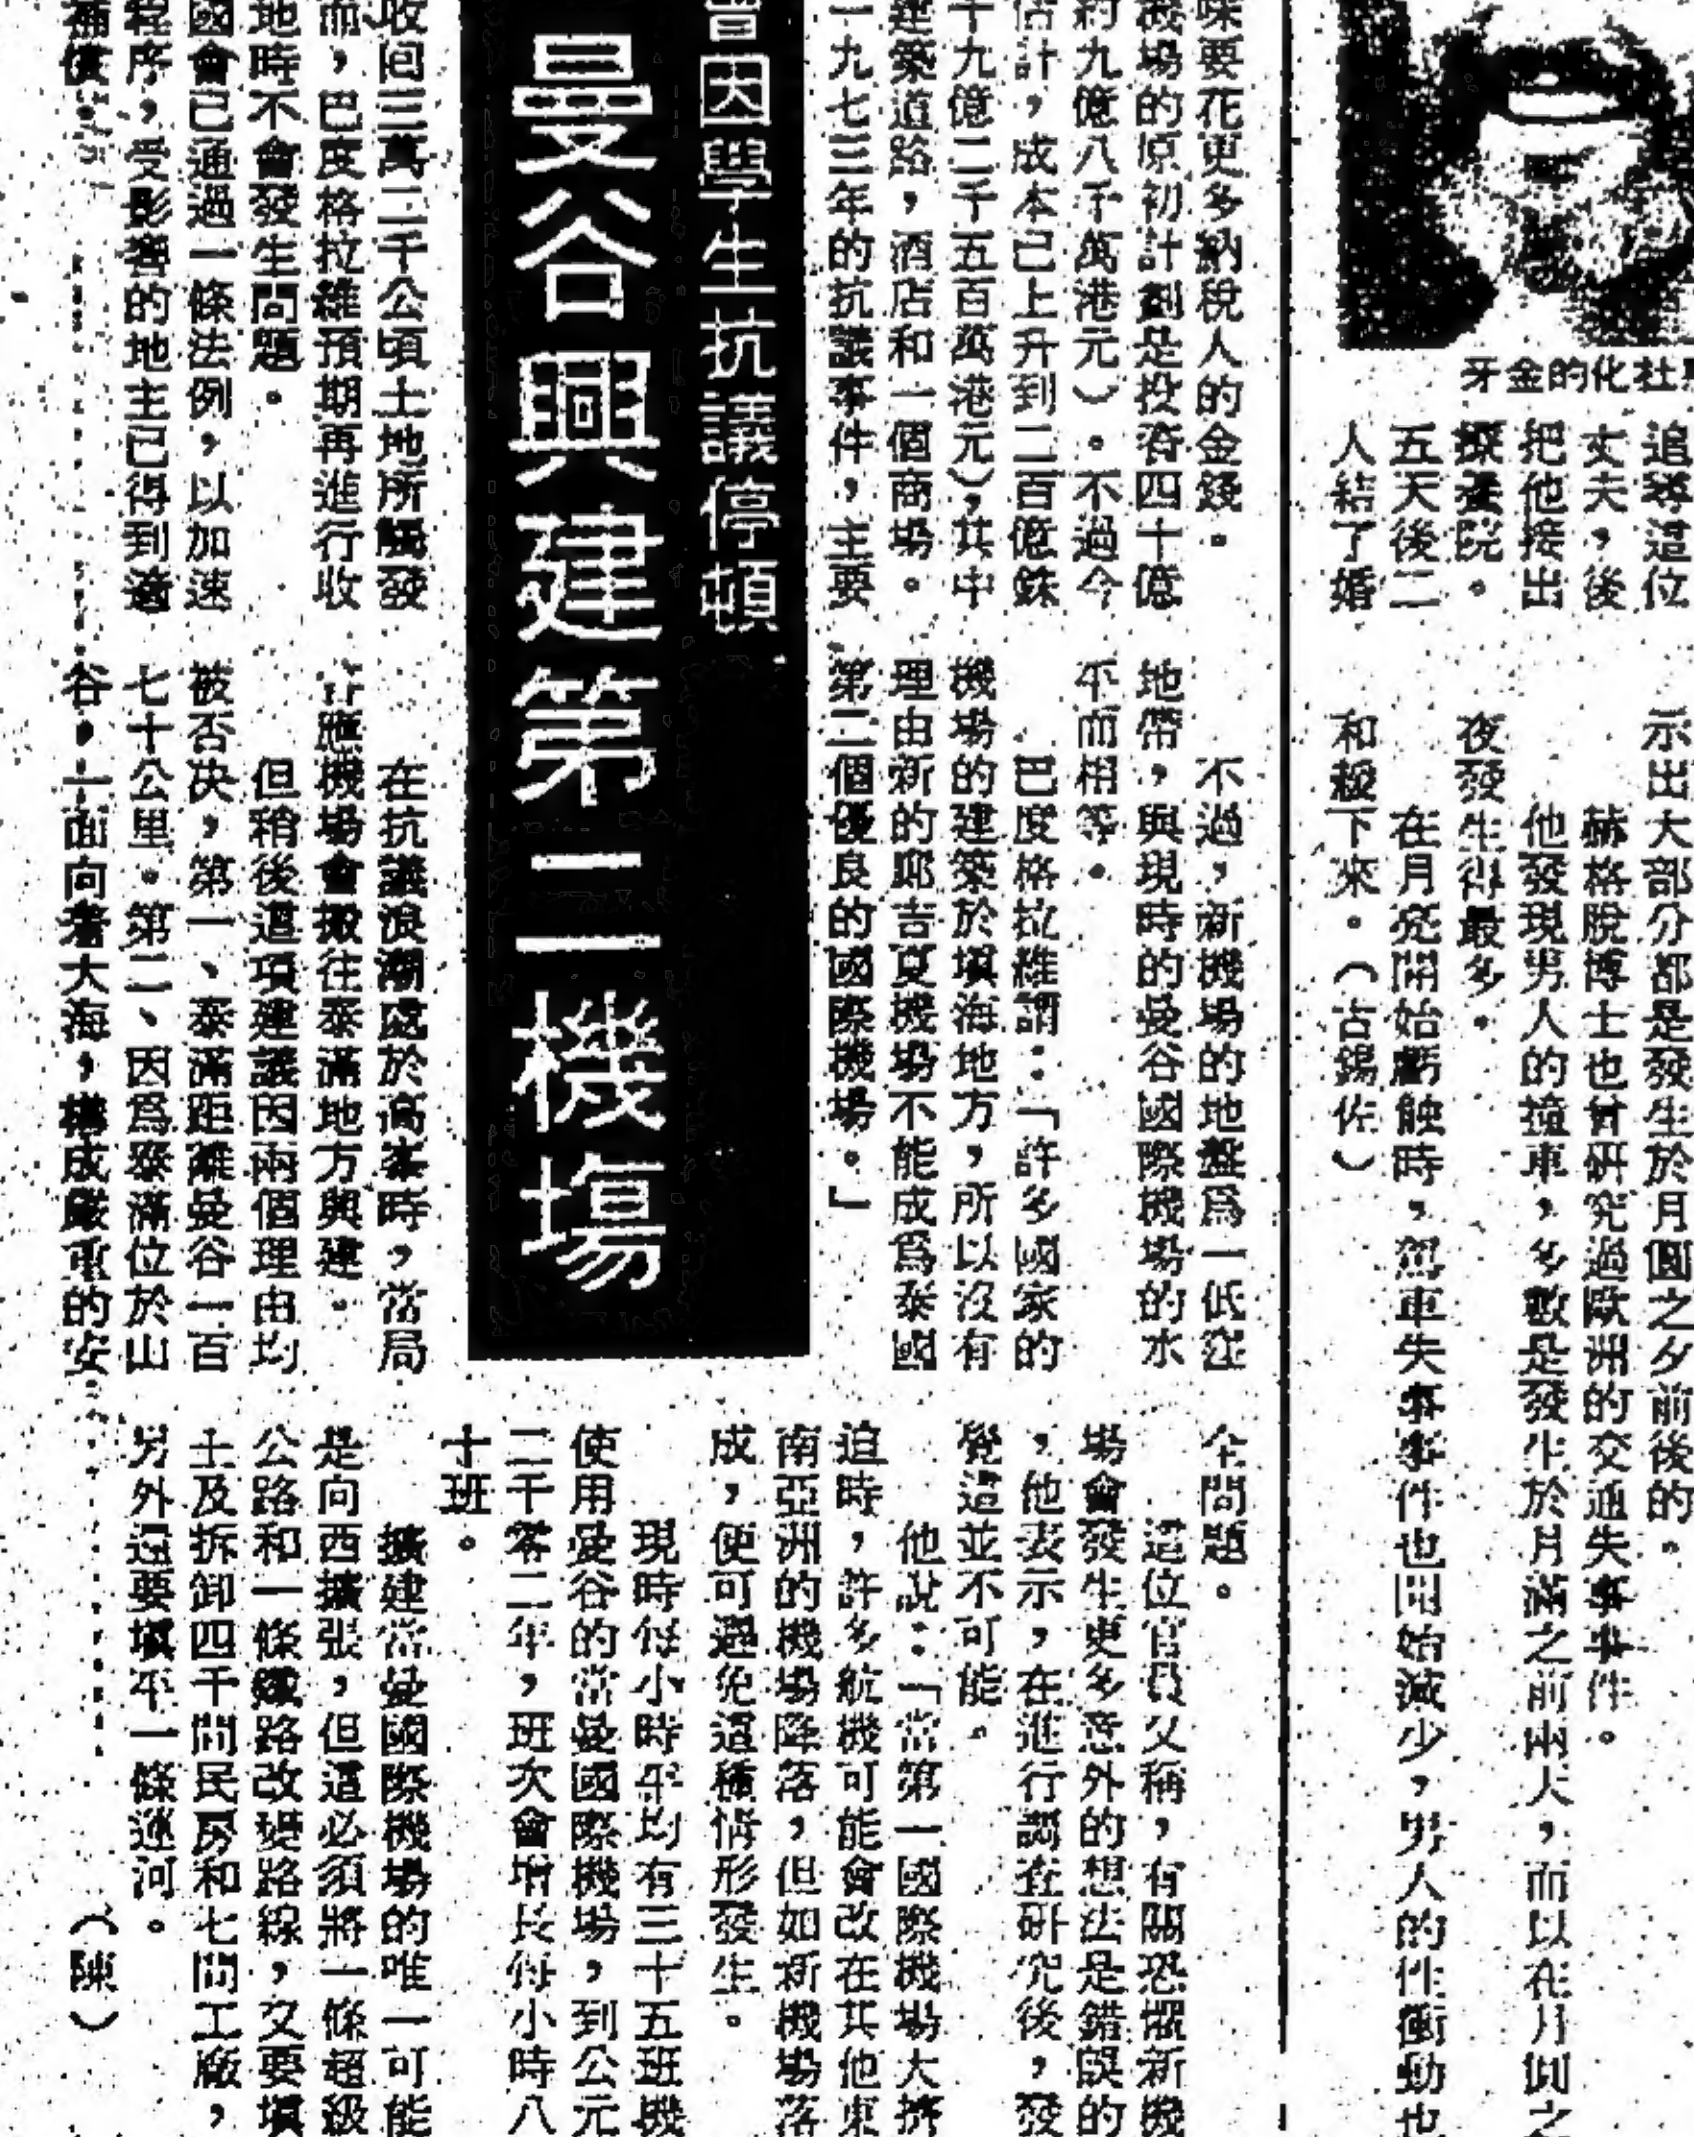 曾因學生抗議停頓
曼谷興建第二機場
味要花更多納稅人的金錢。
機場的原初計劃是投資四十億
約九億八千萬港元）。不過今
估計，成本已上升到二百億銖
十九億二千五百萬港元），其中
建築道路，酒店和一個商場。
一九七三年的抗議事件，主要
收囘三萬二千公頃土地所觸發
而，巴度格拉維預期再進行收
地時不會發生問題。
國會已通過一條法例，以加速
程序，受影響的地主已得到適
補償。
不過，新機場的地盤爲一低窪
地帶，與現時的曼谷國際機場的水
平而相等。
巴度格拉維謂：「許多國家的
機場的建築於塡海地方，所以沒有
理由新的廊吉夏機場不能成爲泰國
第二個優良的國際機場。」
在抗議浪潮處於高峯時，當局
答應機場會搬往泰滿地方興建。
但稍後這項建議因兩個理由均
被否决，第一、泰滿距離曼谷一百
七十公里。第二、因爲泰滿位於山
谷，一面向着大海，構成嚴重的安
全問題。
這位官員又稱，有關恐懼新機
場會發生更多意外的想法是錯誤的
，他表示，在進行調查研究後，發
覺這並不可能。
他說：「當第一國際機場大擠
迫時，許多航機可能會改在其他東
南亞洲的機場降落，但如新機場落
成，便可避免這種情形發生。
現時每小時平均有三十五班機
使用曼谷的當曼國際機場，到公元
二千零二年，班次會增長每小時八
十班。
擴建當曼國際機場的唯一可能
是向西擴張，但這必須將一條超級
公路和一條鐵路改變路線，又要塡
土及拆卸四千間民房和七間工廠，
另外還要塡平一條運河。
（陳）
牙金的化社
追尋這位
丈夫，後
把他接出
療養院。
五天後二
人結了婚
示出大部分都是發生於月圓之夕前後的。
赫格脫博士也曾研究過歐洲的交通失事事件。
他發現男人的撞車，多數是發生於月滿之前兩天，而以在月圓之
夜發生得最多。
在月亮開始虧蝕時，駕車失事事件也開始減少，男人的性衝動也
和緩下來。（古錫佐）